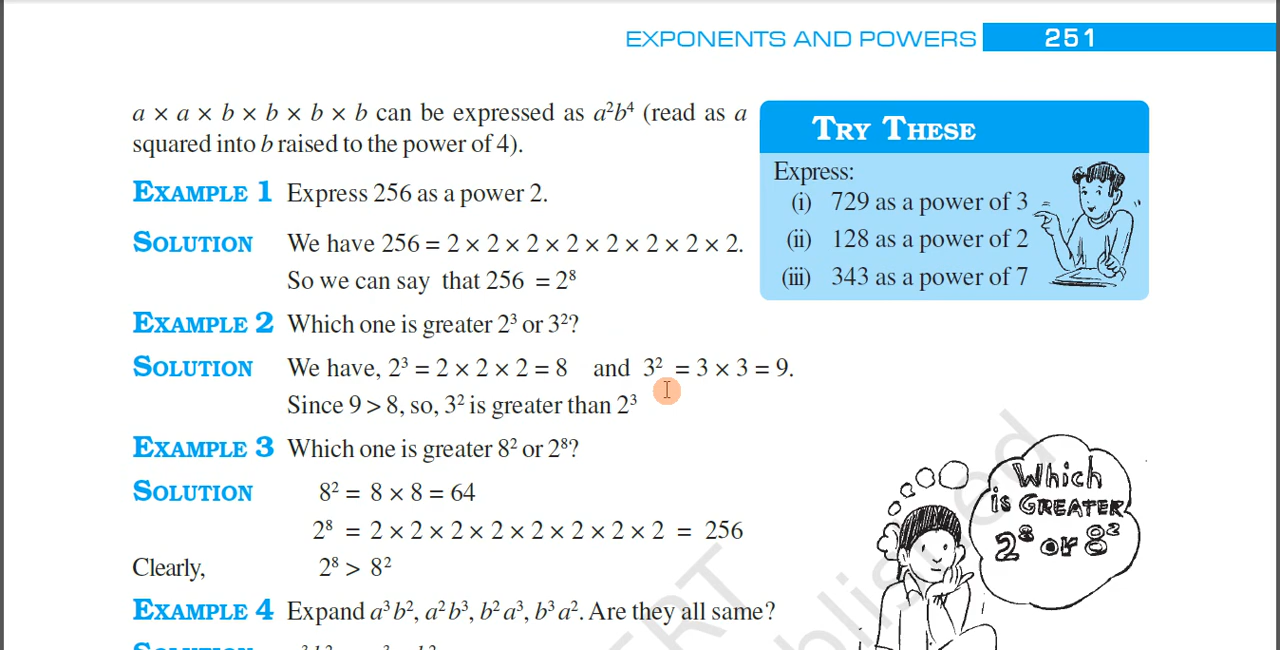 EXPONENTS AND POWERS 251
a × a × b × b × b × b can be expressed as a²b⁴ (read as a
squared into b raised to the power of 4).
EXAMPLE 1 Express 256 as a power 2.
SOLUTION We have 256 = 2 × 2 × 2 × 2 × 2 × 2 × 2 × 2.
So we can say that 256 = 2⁸
EXAMPLE 2 Which one is greater 2³ or 3²?
SOLUTION We have, 2³ = 2 × 2 × 2 = 8 and 3² = 3 × 3 = 9.
Since 9 > 8, so, 3² is greater than 2³
EXAMPLE 3 Which one is greater 8² or 2⁸?
SOLUTION 8² = 8 × 8 = 64
2⁸ = 2 × 2 × 2 × 2 × 2 × 2 × 2 × 2 = 256
Clearly, 2⁸ > 8²
EXAMPLE 4 Expand a³b², a²b³, b²a³, b³a². Are they all same?
TRY THESE
Express:
(i) 729 as a power of 3
(ii) 128 as a power of 2
(iii) 343 as a power of 7
Which
is GREATER
2⁸ or 8²